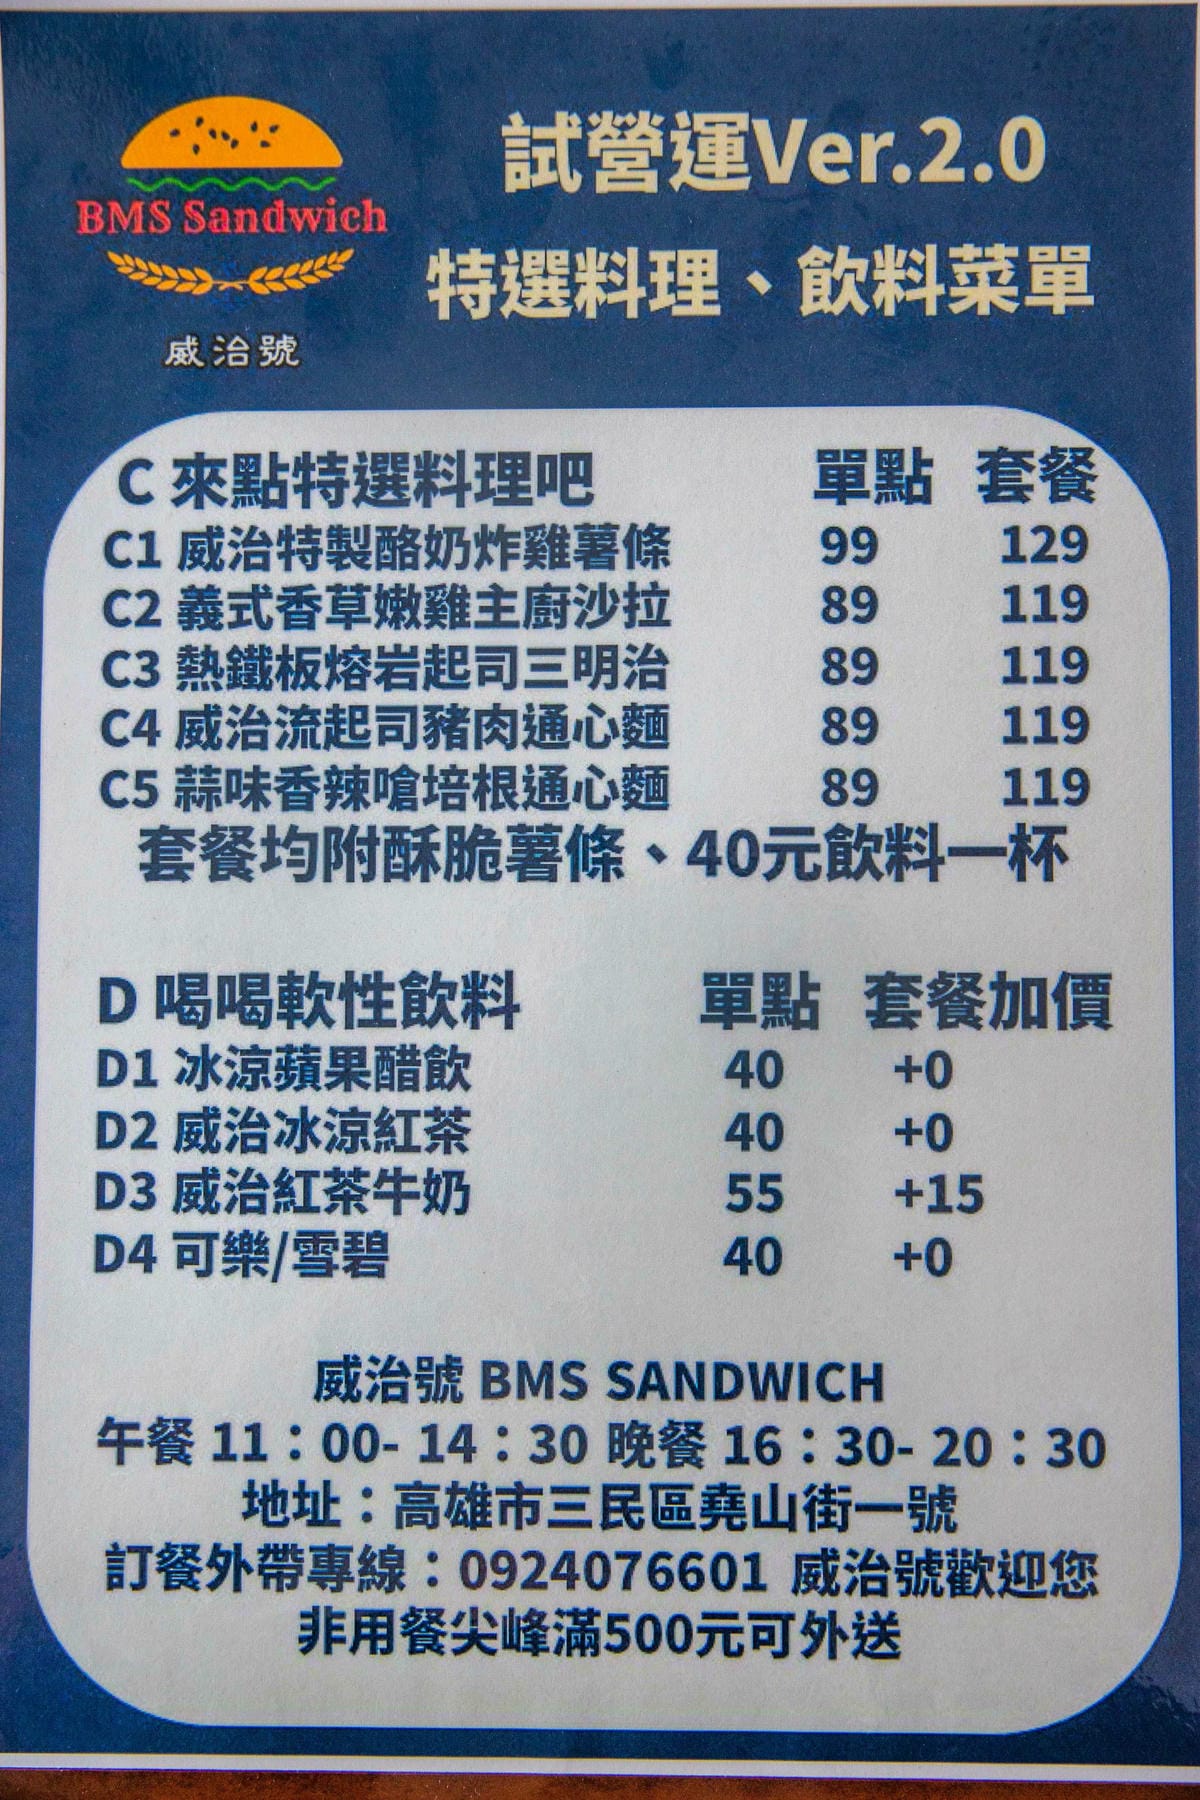 BMS Sandwich
威治號
試營運Ver.2.0
特選料理、飲料菜單
C 來點特選料理吧 單點 套餐
C1 威治特製酪奶炸雞薯條 99 129
C2 義式香草嫩雞主廚沙拉 89 119
C3 熱鐵板熔岩起司三明治 89 119
C4 威治流起司豬肉通心麵 89 119
C5 蒜味香辣嗆培根通心麵 89 119
套餐均附酥脆薯條、40元飲料一杯
D 喝喝軟性飲料 單點 套餐加價
D1 冰涼蘋果醋飲 40 +0
D2 威治冰涼紅茶 40 +0
D3 威治紅茶牛奶 55 +15
D4 可樂/雪碧 40 +0
威治號 BMS SANDWICH
午餐 11：00- 14：30 晚餐 16：30- 20：30
地址：高雄市三民區堯山街一號
訂餐外帶專線：0924076601 威治號歡迎您
非用餐尖峰滿500元可外送